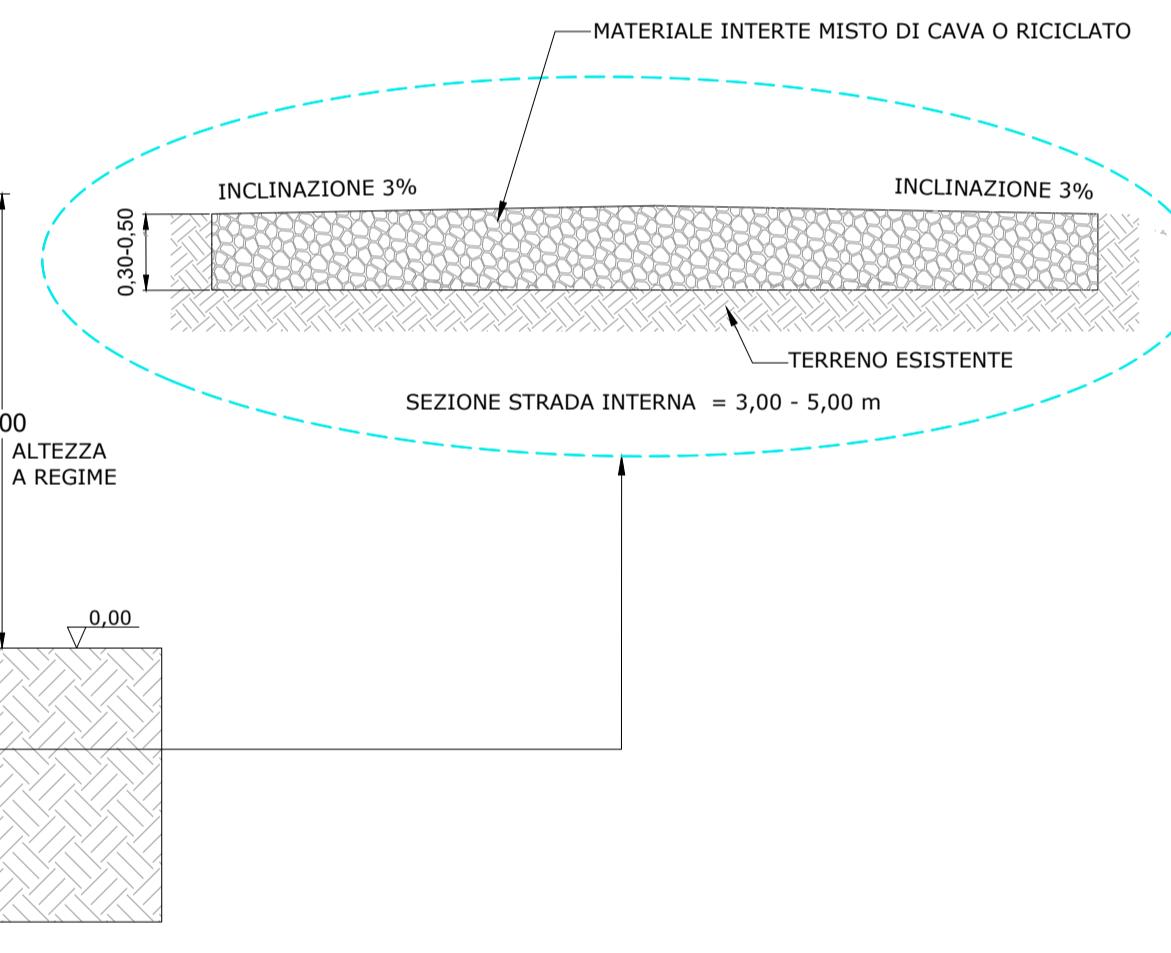 MATERIALE INTERTE MISTO DI CAVA O RICICLATO
INCLINAZIONE 3%
INCLINAZIONE 3%
0,30-0,50
TERRENO ESISTENTE
SEZIONE STRADA INTERNA = 3,00 - 5,00 m
00
ALTEZZA
A REGIME
0,00